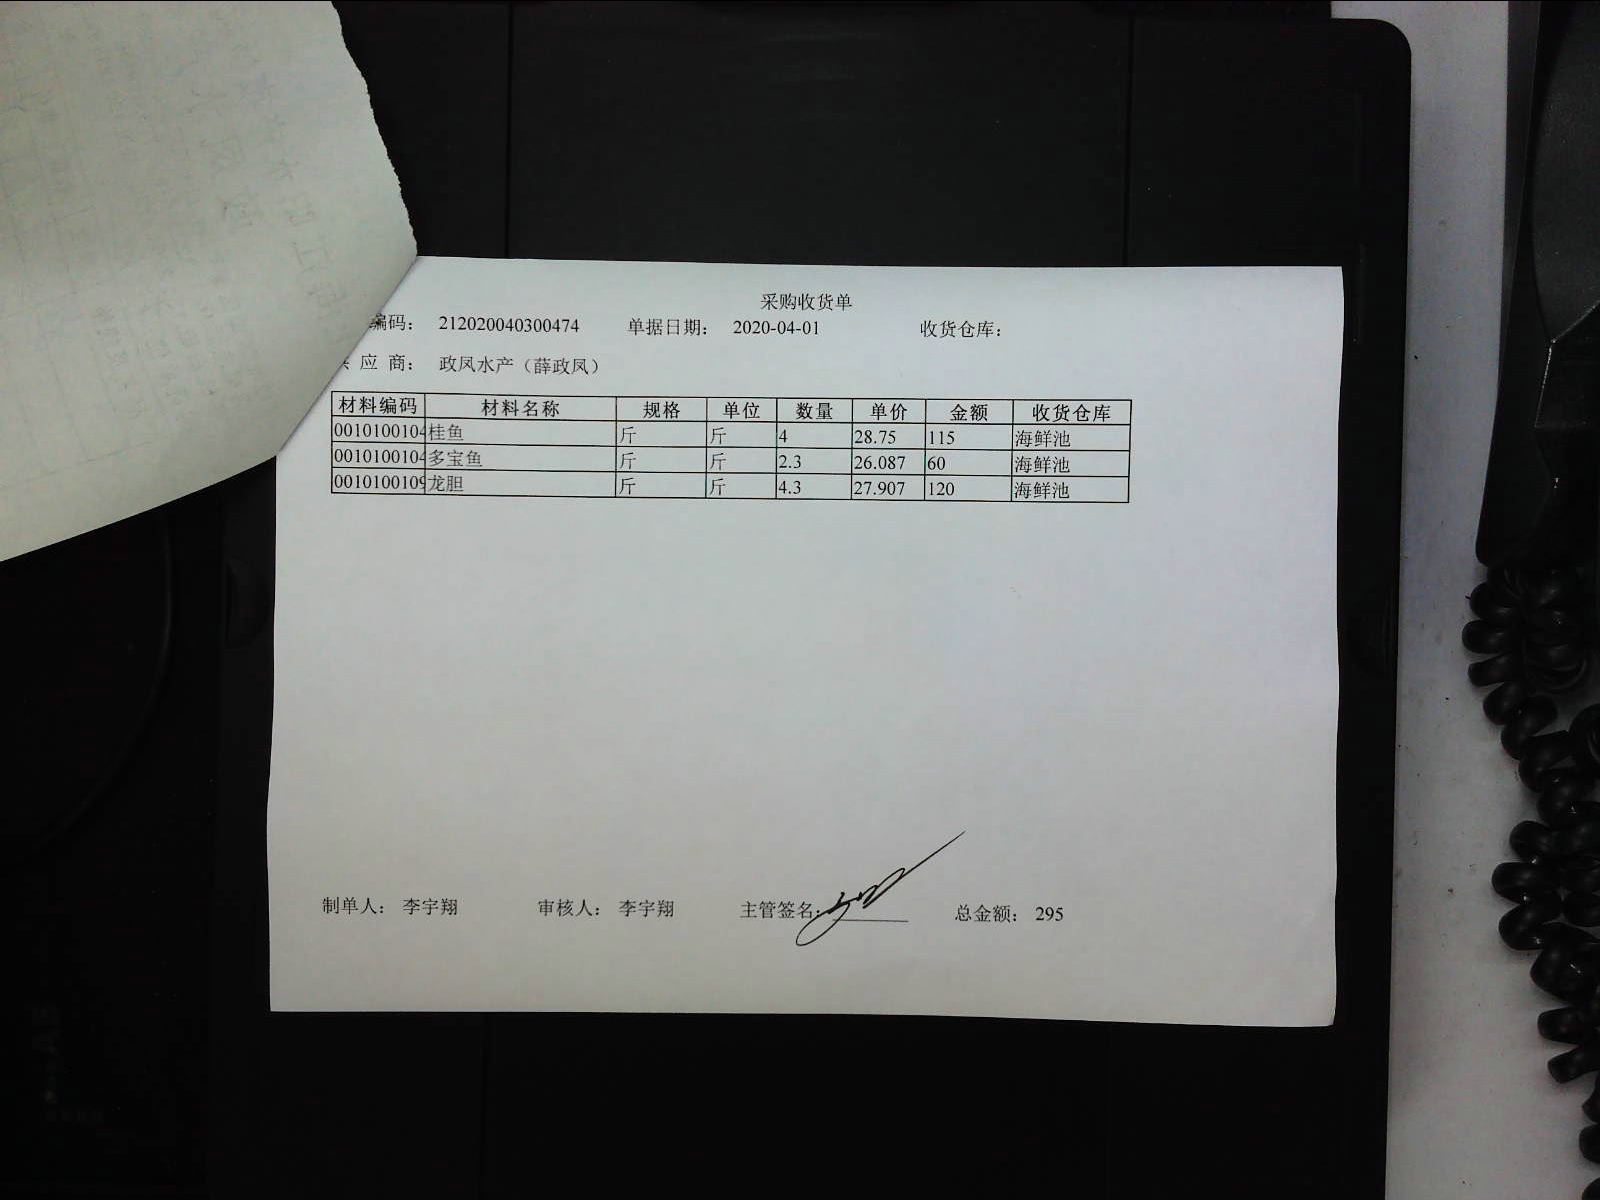 采购收货单
编码： 212020040300474 单据日期： 2020-04-01 收货仓库：
应 商： 政凤水产（薛政凤）
材料编码 材料名称 规格 单位 数量 单价 金额 收货仓库
0010100104 桂鱼 斤 斤 4 28.75 115 海鲜池
0010100104 多宝鱼 斤 斤 2.3 26.087 60 海鲜池
0010100109 龙胆 斤 斤 4.3 27.907 120 海鲜池
制单人： 李宇翔 审核人： 李宇翔 主管签名： 总金额： 295